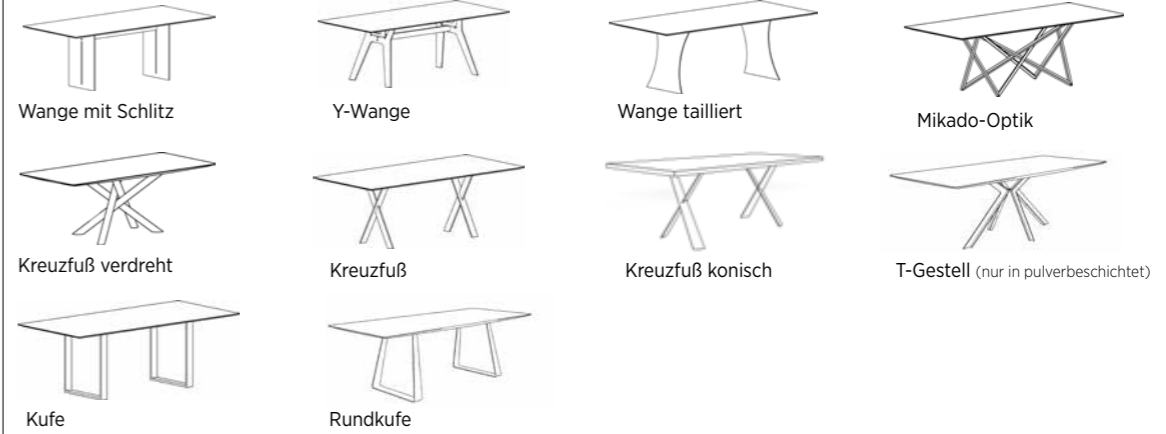 Wange mit Schlitz
Y-Wange
Wange tailliert
Mikado-Optik
Kreuzfuß verdreht
Kreuzfuß
Kreuzfuß konisch
T-Gestell (nur in pulverbeschichtet)
Kufe
Rundkufe